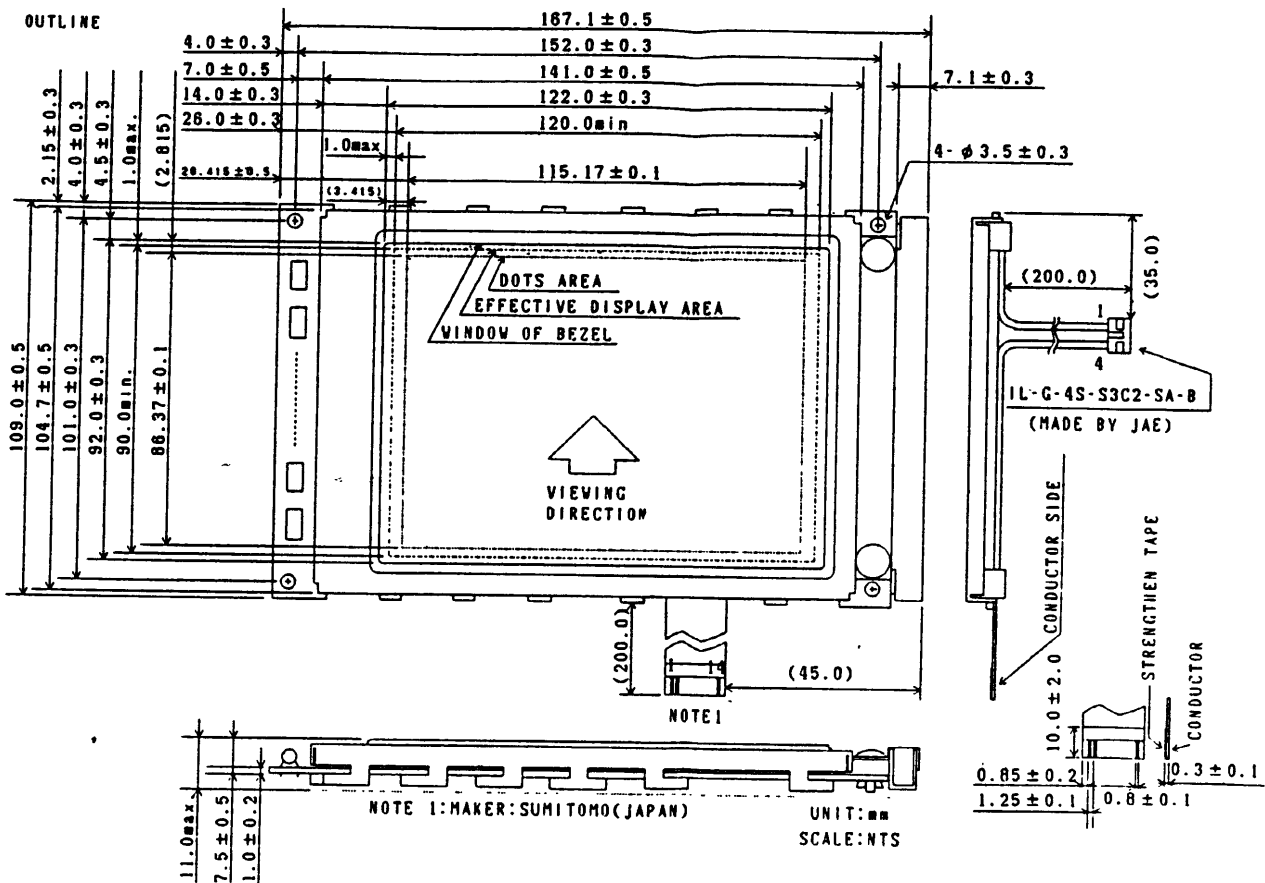 OUTLINE
167.1±0.5
4.0±0.3
152.0±0.3
7.0±0.5
141.0±0.5
7.1±0.3
14.0±0.3
122.0±0.3
26.0±0.3
120.0min
1.0max
4-φ3.5±0.3
28.415±0.5
115.17±0.1
(3.415)
2.15±0.3
4.0±0.3
4.5±0.3
1.0max.
(2.815)
109.0±0.5
104.7±0.5
101.0±0.3
92.0±0.3
90.0min.
86.37±0.1
DOTS AREA
EFFECTIVE DISPLAY AREA
WINDOW OF BEZEL
VIEWING
DIRECTION
(200.0)
(35.0)
1
4
IL-G-4S-S3C2-SA-B
(MADE BY JAE)
CONDUCTOR SIDE
(200.0)
1 14
(45.0)
NOTE1
STRENGTHEN TAPE
CONDUCTOR
10.0±2.0
0.85±0.2
0.3±0.1
1.25±0.1
0.8±0.1
11.0max
7.5±0.5
1.0±0.2
NOTE 1:MAKER:SUMITOMO(JAPAN)
UNIT:mm
SCALE:NTS